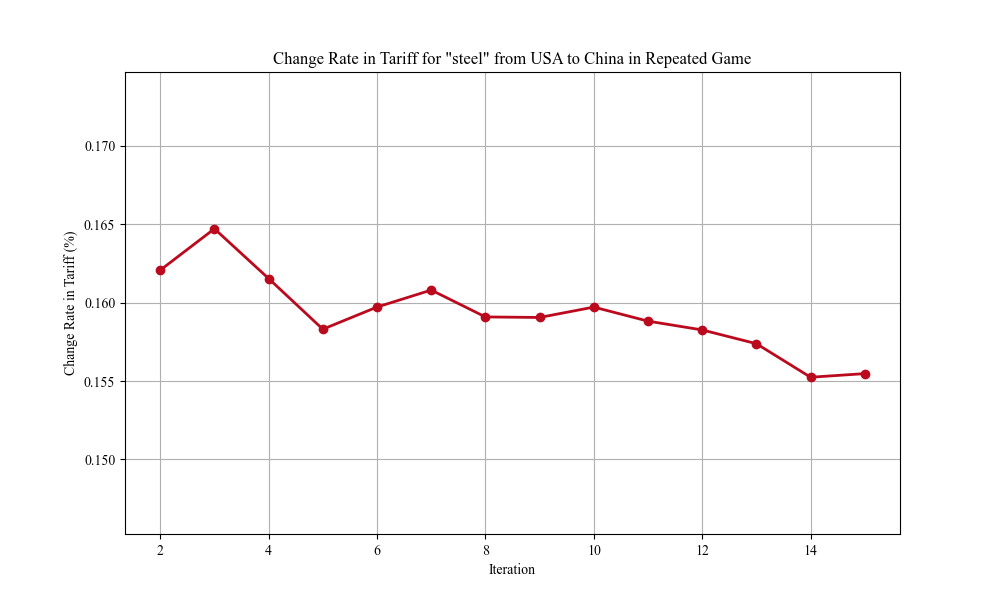 Change Rate in Tariff for "steel" from USA to China in Repeated Game
Change Rate in Tariff (%)
0.170
0.165
0.160
0.155
0.150
2 4 6 8 10 12 14
Iteration